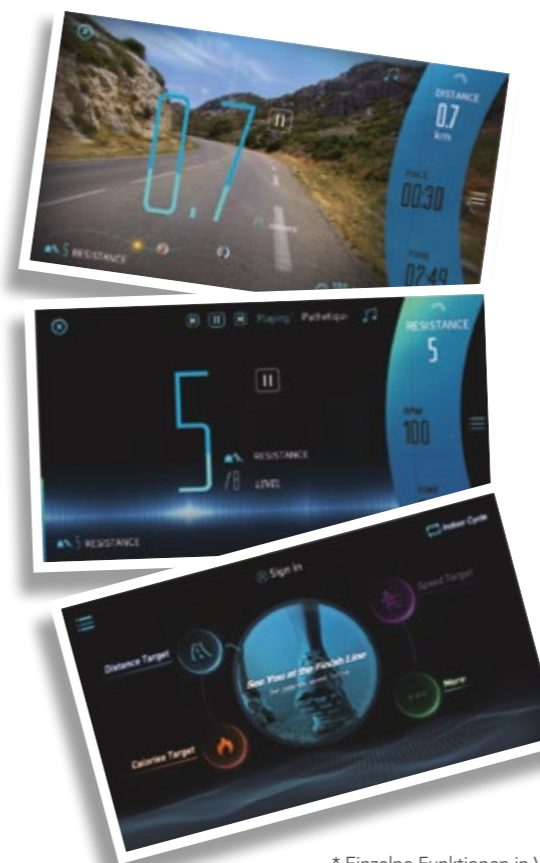 DISTANCE
0.7
km
0.7
PACE
00:30
TIME
02:49
5 RESISTANCE
Playing: Pathetique
RESISTANCE
5
5
RPM
100
RESISTANCE
/8 LEVEL
TIME
5 RESISTANCE
Indoor Cycle
Sign in
Speed Target
Distance Target
See You at the Finish Line
More
Calories Target
* Einzelne Funktionen in V